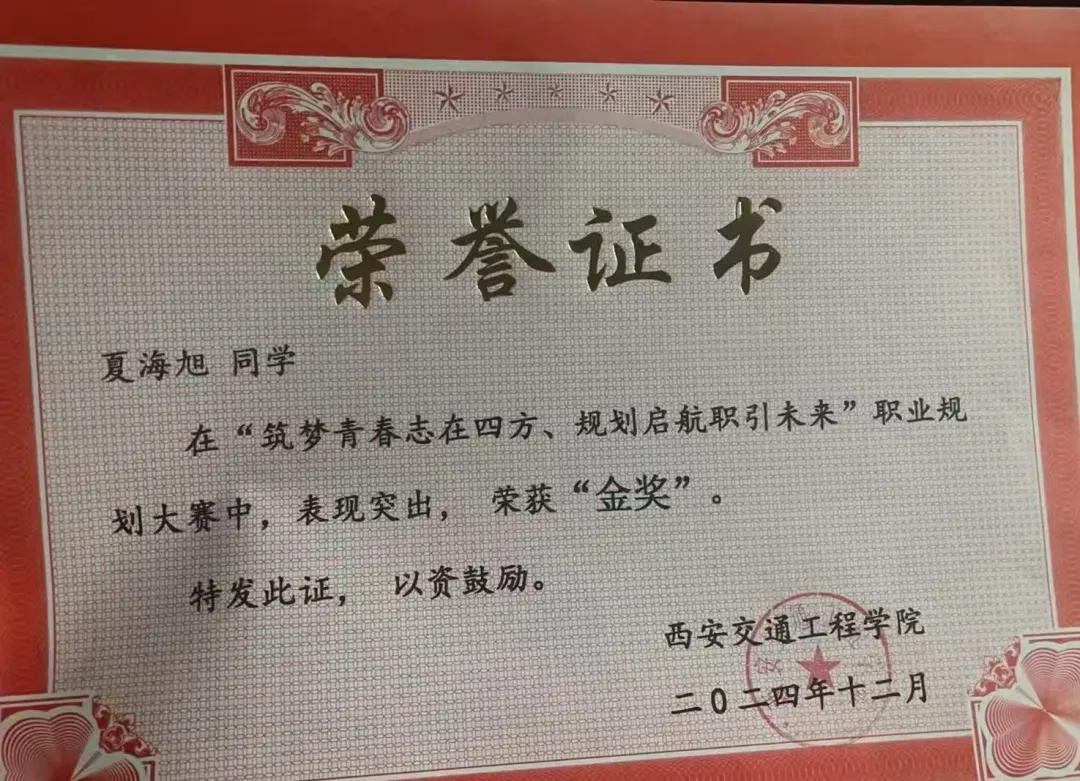 荣誉证书
夏海旭 同学
在“筑梦青春志在四方、规划启航职引未来”职业规
划大赛中，表现突出， 荣获“金奖”。
特发此证， 以资鼓励。
西安交通工程学院
二〇二四年十二月